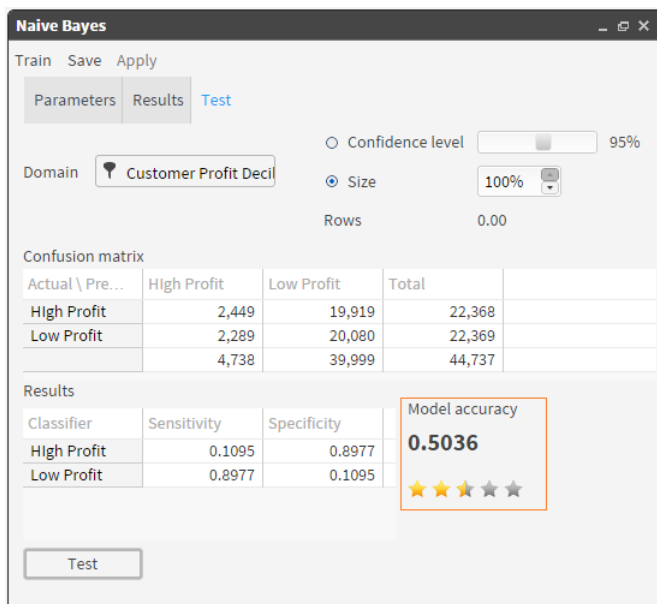 Naive Bayes
Train Save Apply
Parameters Results Test
Confidence level 95%
Domain Customer Profit Decil
Size 100%
Rows 0.00
Confusion matrix
Actual \ Pre... HIgh Profit Low Profit Total
HIgh Profit 2,449 19,919 22,368
Low Profit 2,289 20,080 22,369
4,738 39,999 44,737
Results
Classifier Sensitivity Specificity
HIgh Profit 0.1095 0.8977
Low Profit 0.8977 0.1095
Model accuracy
0.5036
Test